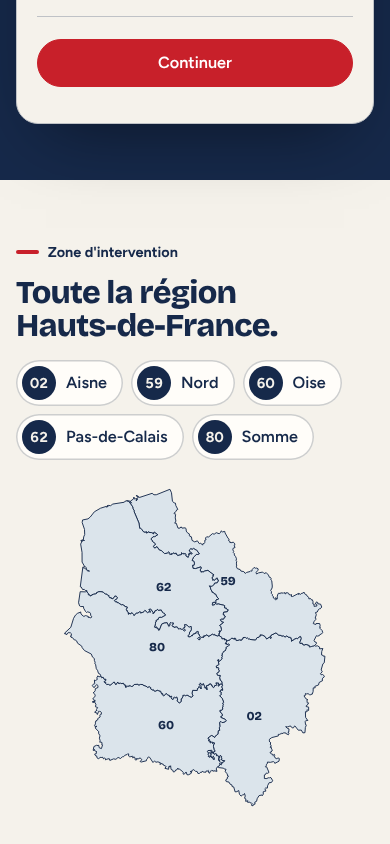 Continuer
Zone d'intervention
Toute la région
Hauts-de-France.
02 Aisne
59 Nord
60 Oise
62 Pas-de-Calais
80 Somme
62
59
80
02
60